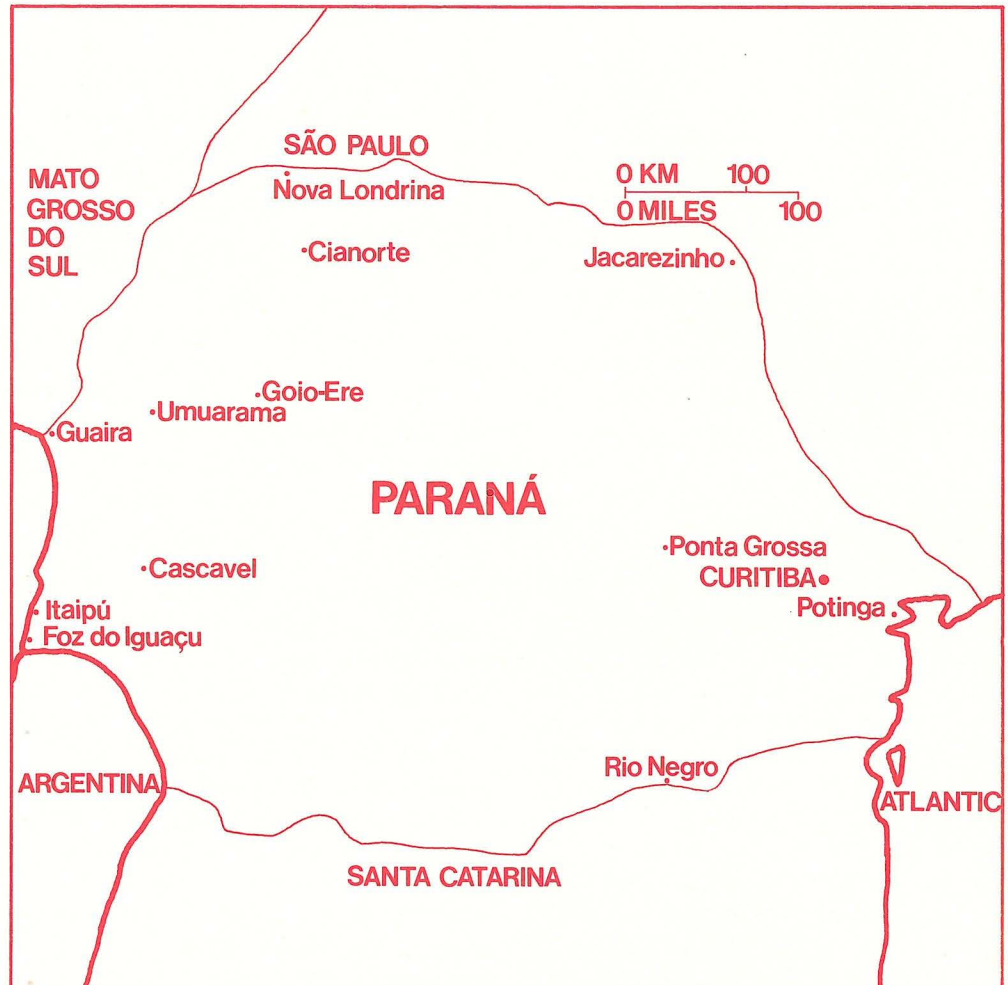 SÃO PAULO
MATO
GROSSO
DO
SUL
Nova Londrina
0 KM 100
0 MILES 100
Cianorte
Jacarezinho
Goio-Ere
Umuarama
Guaira
PARANÁ
Ponta Grossa
CURITIBA
Cascavel
Potinga
Itaipú
Foz do Iguaçu
Rio Negro
ARGENTINA
ATLANTIC
SANTA CATARINA